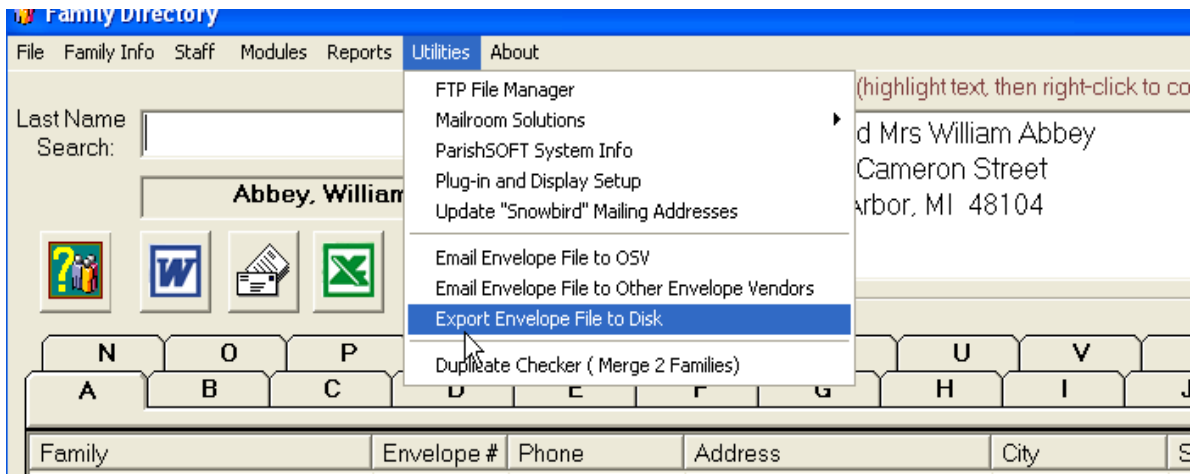 Family Directory
File Family Info Staff Modules Reports Utilities About
FTP File Manager
Mailroom Solutions
ParishSOFT System Info
Plug-in and Display Setup
Update "Snowbird" Mailing Addresses
Email Envelope File to OSV
Email Envelope File to Other Envelope Vendors
Export Envelope File to Disk
Duplicate Checker ( Merge 2 Families)
(highlight text, then right-click to co
Last Name
Search:
d Mrs William Abbey
Cameron Street
Arbor, MI 48104
Abbey, William
N O P U V
A B C D E F G H I J
Family Envelope # Phone Address City S